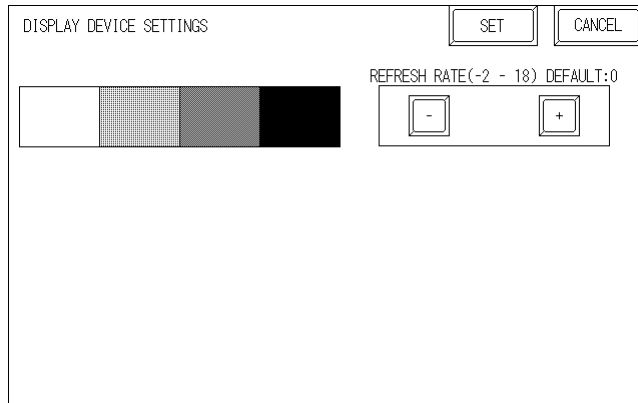 DISPLAY DEVICE SETTINGS
SET
CANCEL
REFRESH RATE(-2 - 18) DEFAULT:0
-
+